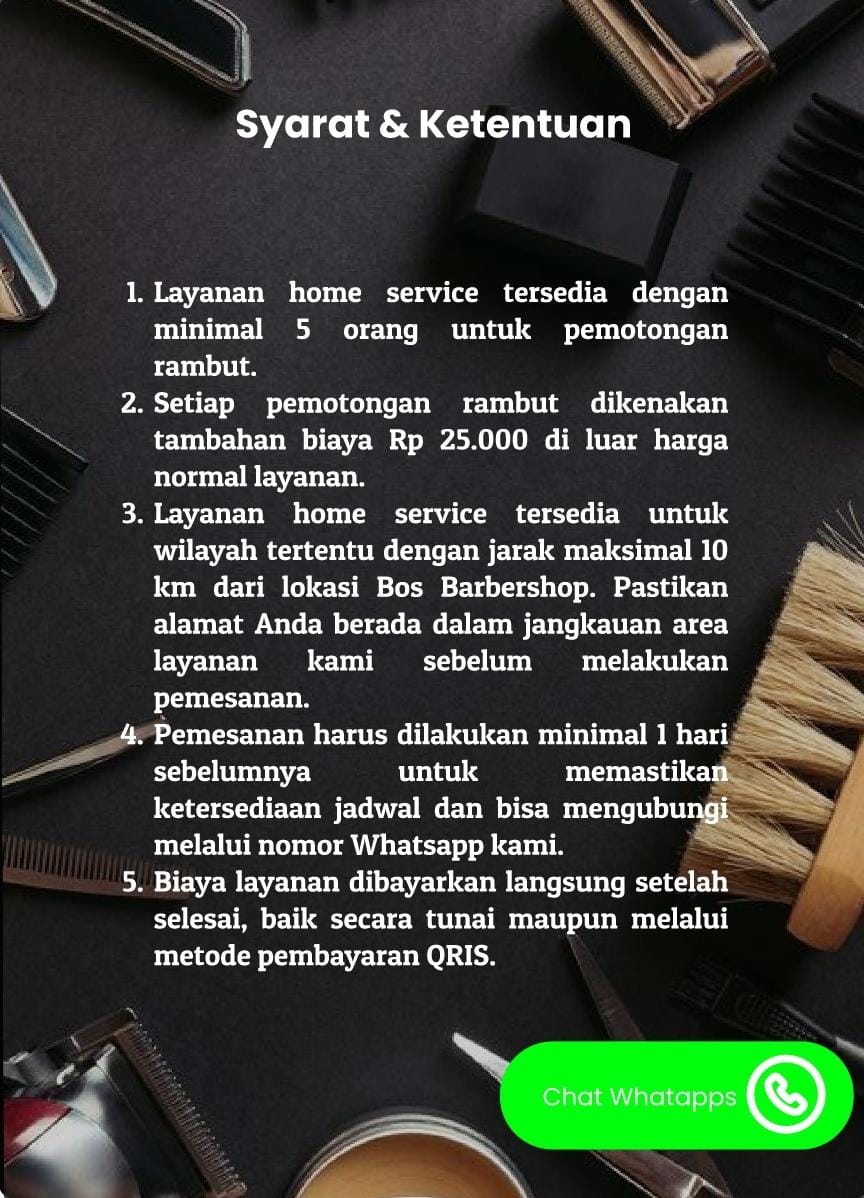 Syarat & Ketentuan
1. Layanan home service tersedia dengan
minimal 5 orang untuk pemotongan
rambut.
2. Setiap pemotongan rambut dikenakan
tambahan biaya Rp 25.000 di luar harga
normal layanan.
3. Layanan home service tersedia untuk
wilayah tertentu dengan jarak maksimal 10
km dari lokasi Bos Barbershop. Pastikan
alamat Anda berada dalam jangkauan area
layanan kami sebelum melakukan
pemesanan.
4. Pemesanan harus dilakukan minimal 1 hari
sebelumnya untuk memastikan
ketersediaan jadwal dan bisa mengubungi
melalui nomor Whatsapp kami.
5. Biaya layanan dibayarkan langsung setelah
selesai, baik secara tunai maupun melalui
metode pembayaran QRIS.
Chat Whatapps